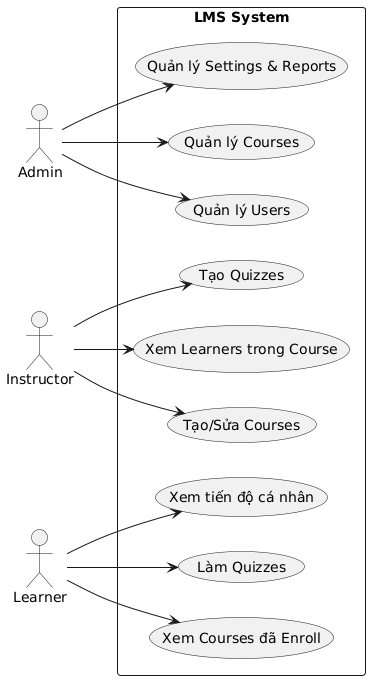 LMS System
Quản lý Settings & Reports
Quản lý Courses
Admin
Quản lý Users
Tạo Quizzes
Xem Learners trong Course
Instructor
Tạo/Sửa Courses
Xem tiến độ cá nhân
Làm Quizzes
Learner
Xem Courses đã Enroll